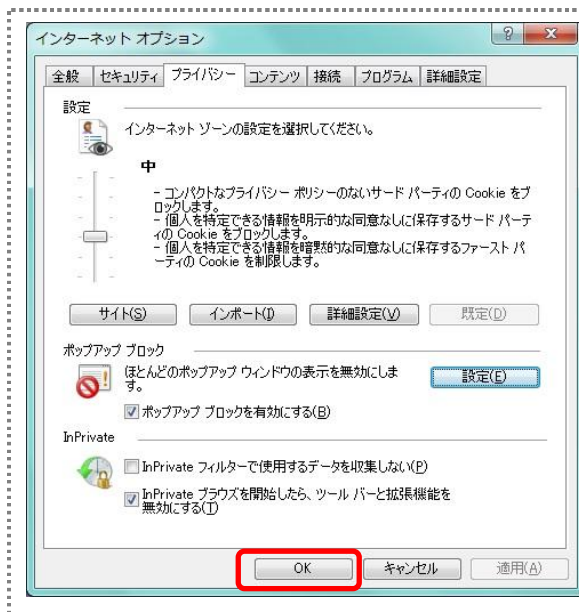 インターネット オプション
全般 セキュリティ プライバシー コンテンツ 接続 プログラム 詳細設定
設定
インターネット ゾーンの設定を選択してください。
中
- コンパクトなプライバシー ポリシーのないサード パーティの Cookie をブ
ロックします。
- 個人を特定できる情報を明示的な同意なしに保存するサード パーテ
ィの Cookie をブロックします。
- 個人を特定できる情報を暗黙的な同意なしに保存するファースト パ
ーティの Cookie を制限します。
サイト(S) インポート(I) 詳細設定(V) 既定(D)
ポップアップ ブロック
ほとんどのポップアップ ウィンドウの表示を無効にしま
す。
設定(E)
ポップアップ ブロックを有効にする(B)
InPrivate
InPrivate フィルターで使用するデータを収集しない(P)
InPrivate ブラウズを開始したら、ツール バーと拡張機能を
無効にする(T)
OK キャンセル 適用(A)